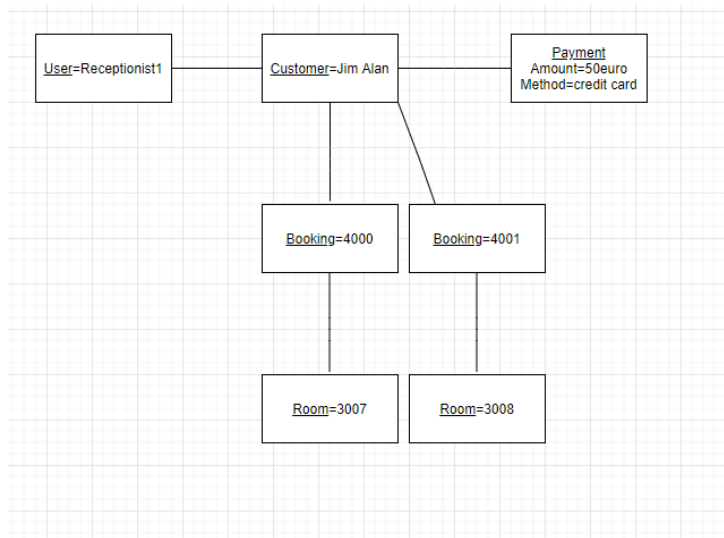 User=Receptionist1
Customer=Jim Alan
Payment
Amount=50euro
Method=credit card
Booking=4000
Booking=4001
Room=3007
Room=3008